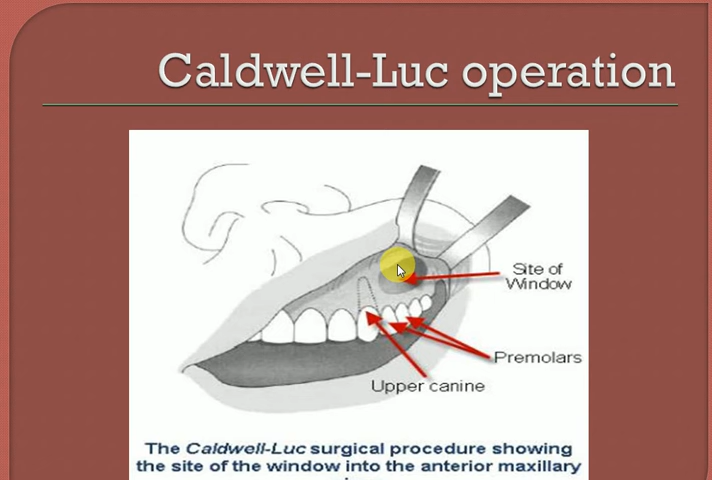 Caldwell-Luc operation
Site of
Window
Premolars
Upper canine
The Caldwell-Luc surgical procedure showing
the site of the window into the anterior maxillary